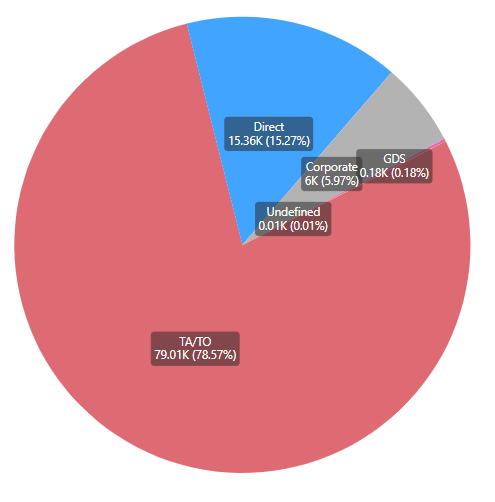 Direct
15.36K (15.27%)
Corporate
6K (5.97%)
GDS
0.18K (0.18%)
Undefined
0.01K (0.01%)
TA/TO
79.01K (78.57%)